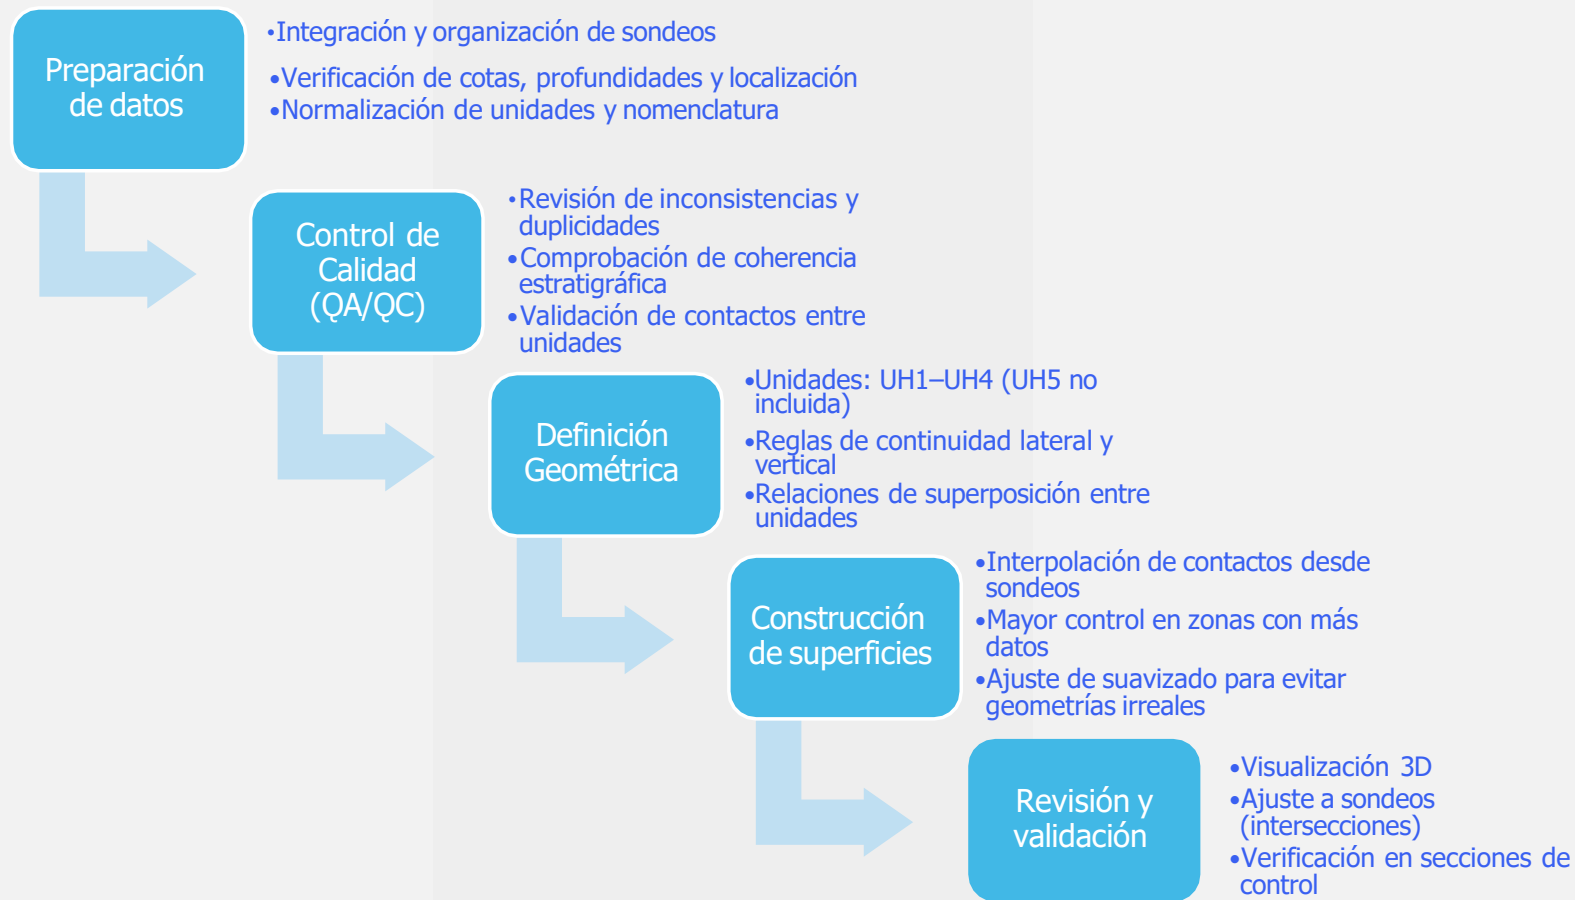 Preparación
de datos
•Integración y organización de sondeos
•Verificación de cotas, profundidades y localización
•Normalización de unidades y nomenclatura
Control de
Calidad
(QA/QC)
•Revisión de inconsistencias y
duplicidades
•Comprobación de coherencia
estratigráfica
•Validación de contactos entre
unidades
Definición
Geométrica
•Unidades: UH1–UH4 (UH5 no
incluida)
•Reglas de continuidad lateral y
vertical
•Relaciones de superposición entre
unidades
Construcción
de superficies
•Interpolación de contactos desde
sondeos
•Mayor control en zonas con más
datos
•Ajuste de suavizado para evitar
geometrías irreales
Revisión y
validación
•Visualización 3D
•Ajuste a sondeos
(intersecciones)
•Verificación en secciones de
control